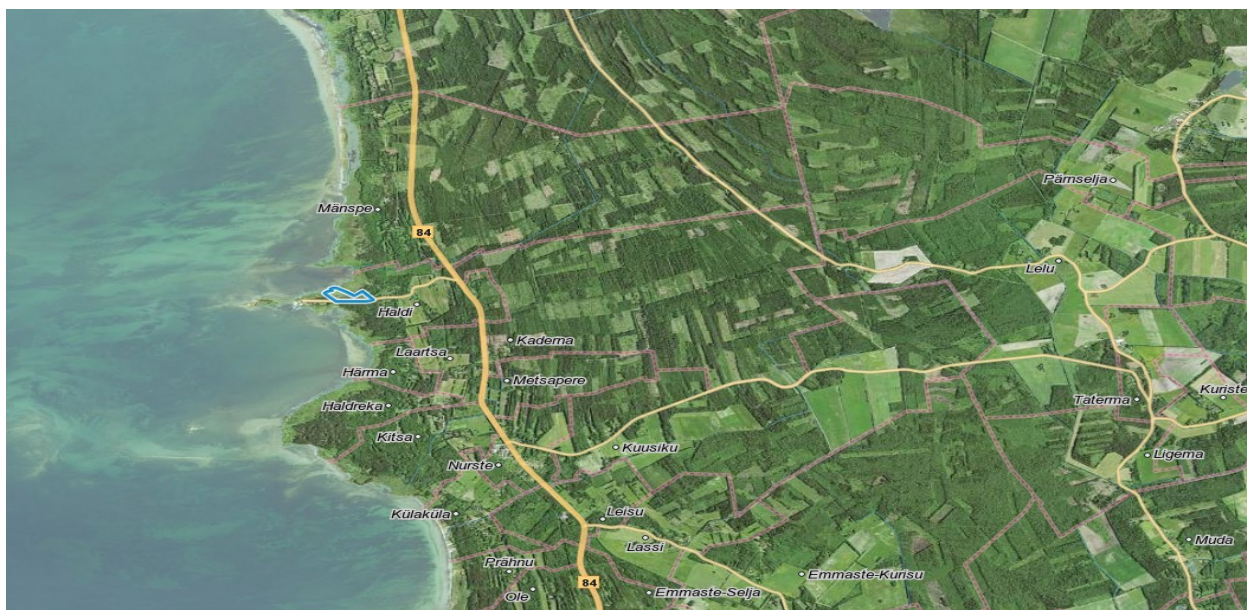 Pärnselja
Mänspe
84
Lelu
Haldi
Kaderna
Laartsa
Härma
Metsapere
Kuriste
Taterma
Haldreka
Kitsa
Kuusiku
Ligema
Nurste
Külaküla
Leisu
Lassi
Muda
Prähnu
Emmaste-Kurisu
84
Ole
Emmaste-Selja